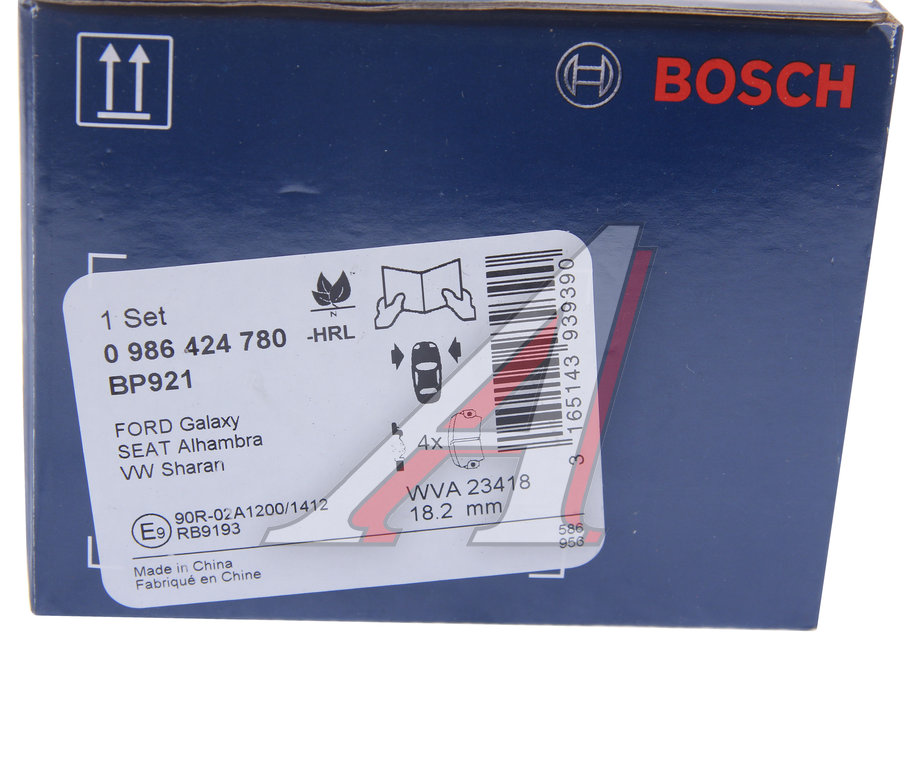 BOSCH
1 Set
0 986 424 780
-HRL
BP921
FORD Galaxy
SEAT Alhambra
VW Sharan
4x
WVA 23418
18.2 mm
E9
90R-02A1200/1412
RB9193
586
956
Made in China
Fabriqué en Chine
3 165143 939390
N